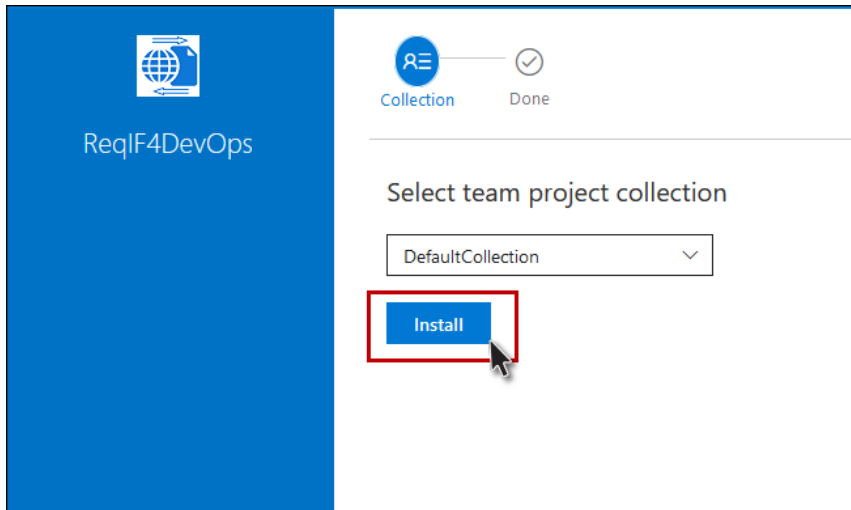 ReqIF4DevOps
Collection
Done
Select team project collection
DefaultCollection
Install